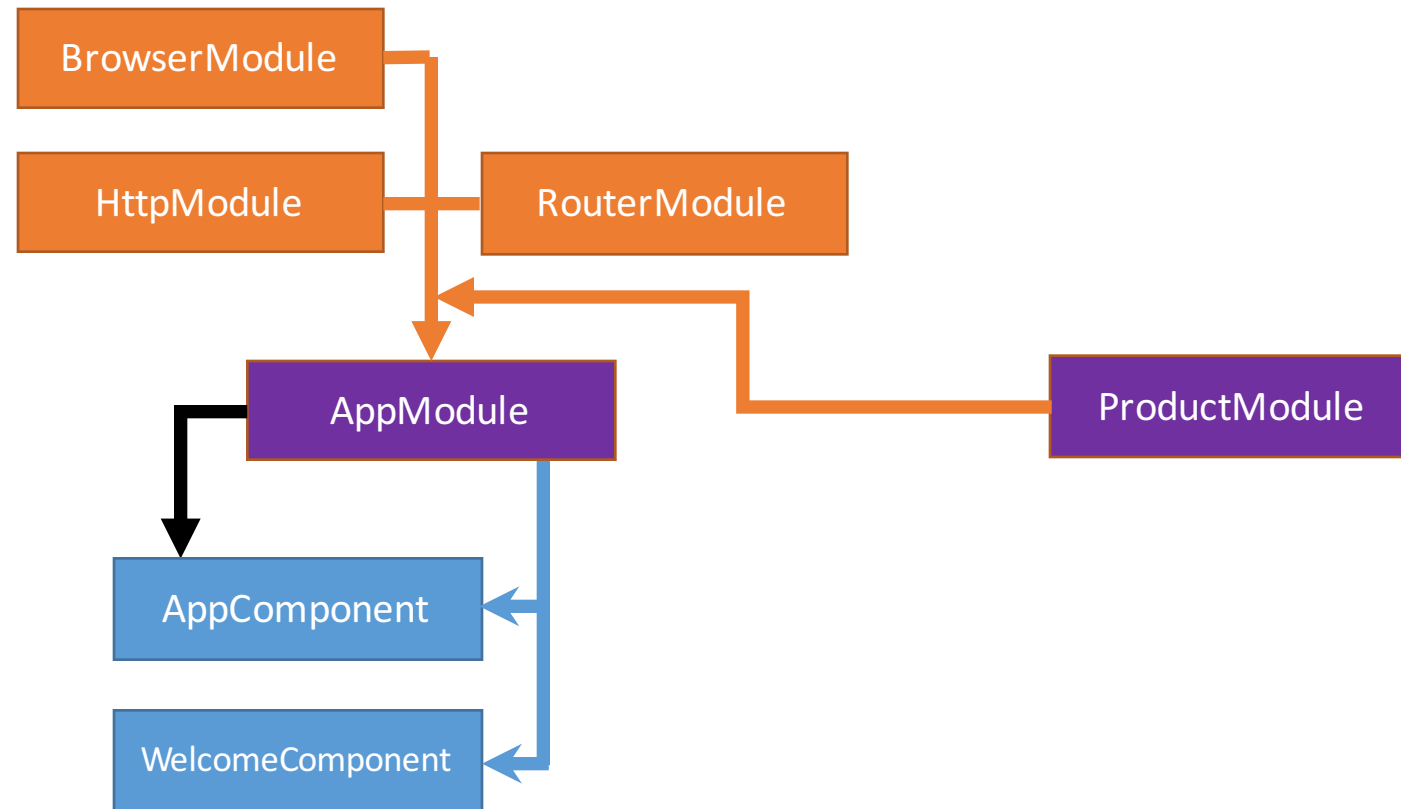 BrowserModule
HttpModule
RouterModule
AppModule
ProductModule
AppComponent
WelcomeComponent